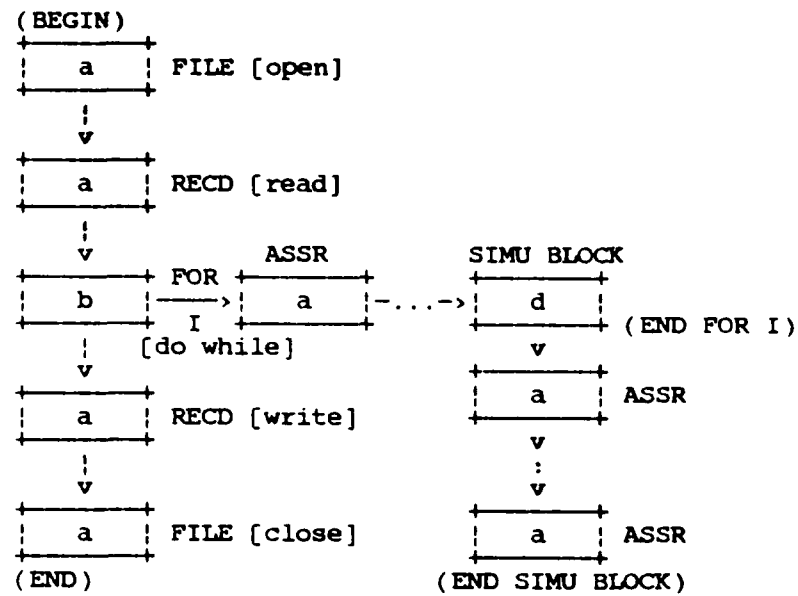 (BEGIN)
a FILE [open]
v
a RECD [read]
v
ASSR SIMU BLOCK
FOR
b a ... d
I (END FOR I)
[do while]
v v
a ASSR
a RECD [write]
v
:
v v
a FILE [close] a ASSR
(END) (END SIMU BLOCK)